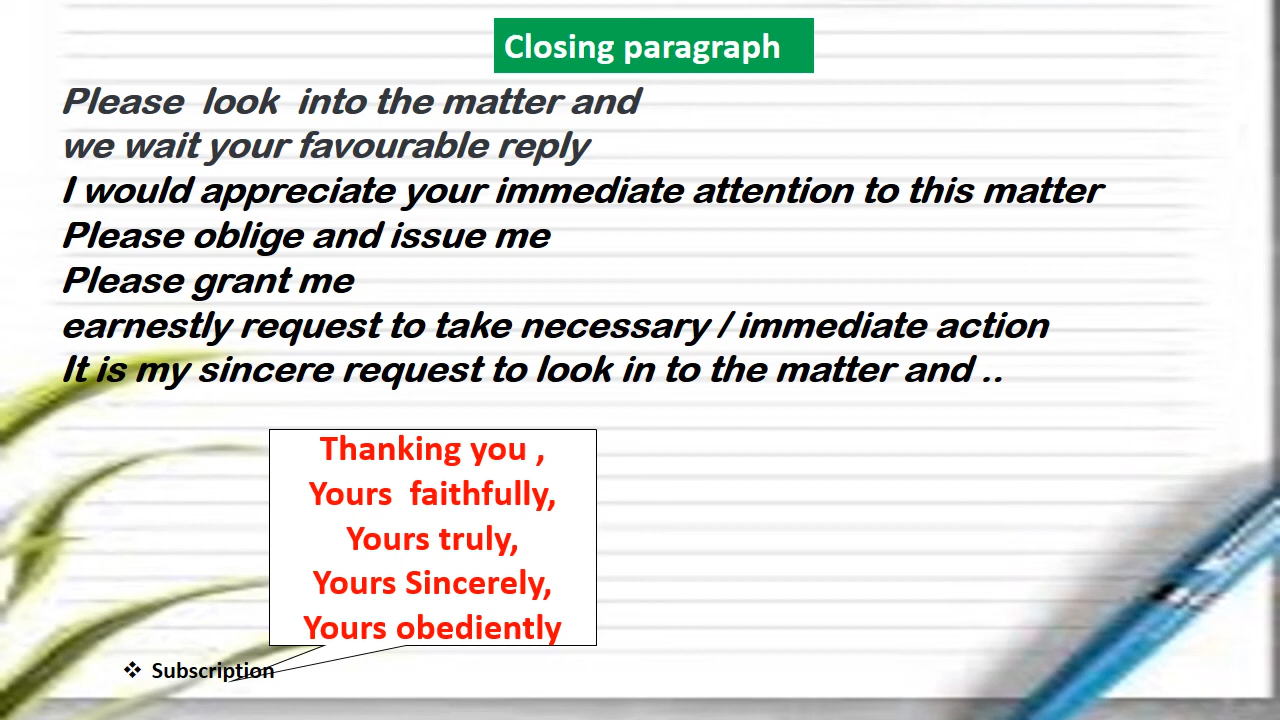 Closing paragraph
Please look into the matter and
we wait your favourable reply
I would appreciate your immediate attention to this matter
Please oblige and issue me
Please grant me
earnestly request to take necessary / immediate action
It is my sincere request to look in to the matter and ..
Thanking you ,
Yours faithfully,
Yours truly,
Yours Sincerely,
Yours obediently
❖ Subscription